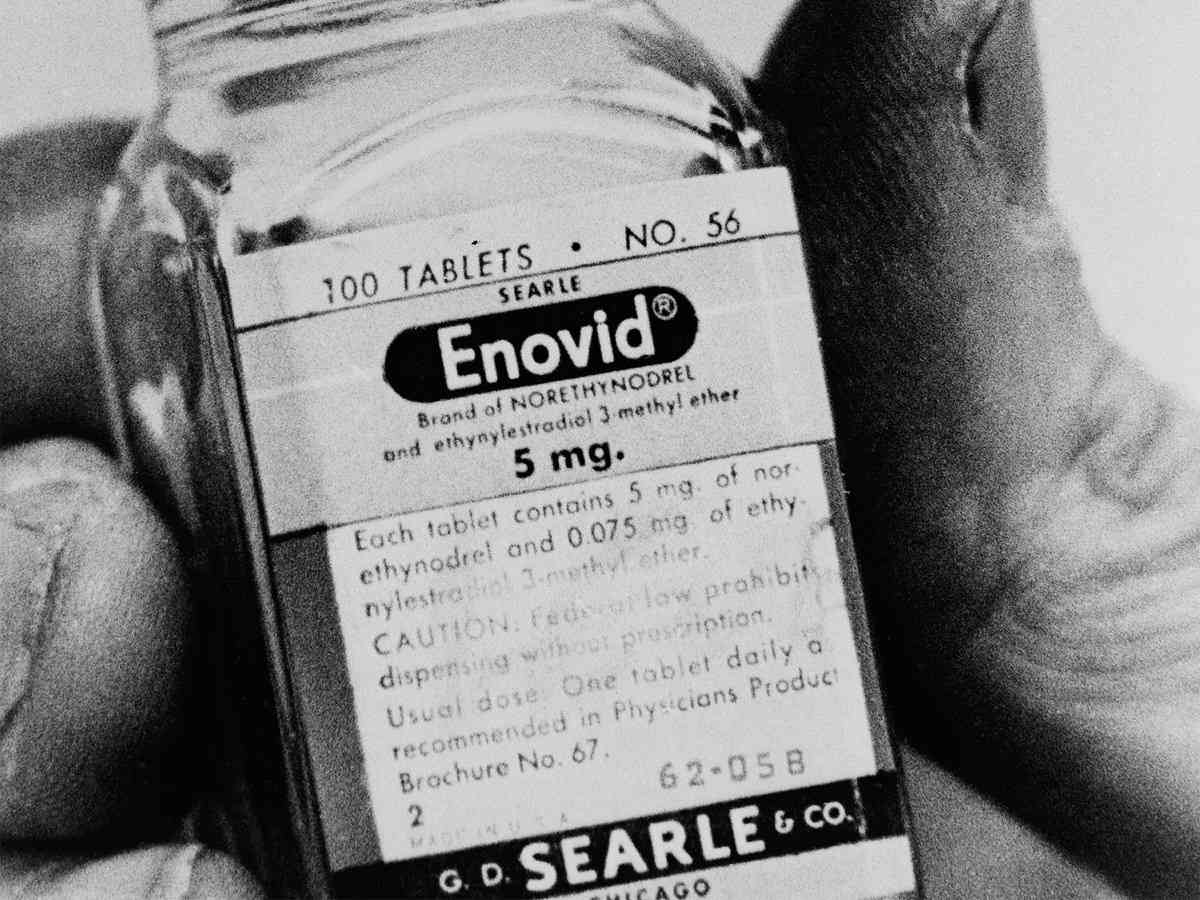 100 TABLETS • NO. 56
SEARLE
Enovid®
Brand of NORETHYNODREL
and ethynylestradiol 3-methyl ether
5 mg.
Each tablet contains 5 mg. of nor-
ethynodrel and 0.075 mg. of ethy-
nylestradiol 3-methyl ether.
CAUTION: Federal law prohibits
dispensing without prescription.
Usual dose: One tablet daily a
recommended in Physicians Product
Brochure No. 67.
62-05B
2
MADE IN U.S.A.
G. D. SEARLE & CO.
CHICAGO